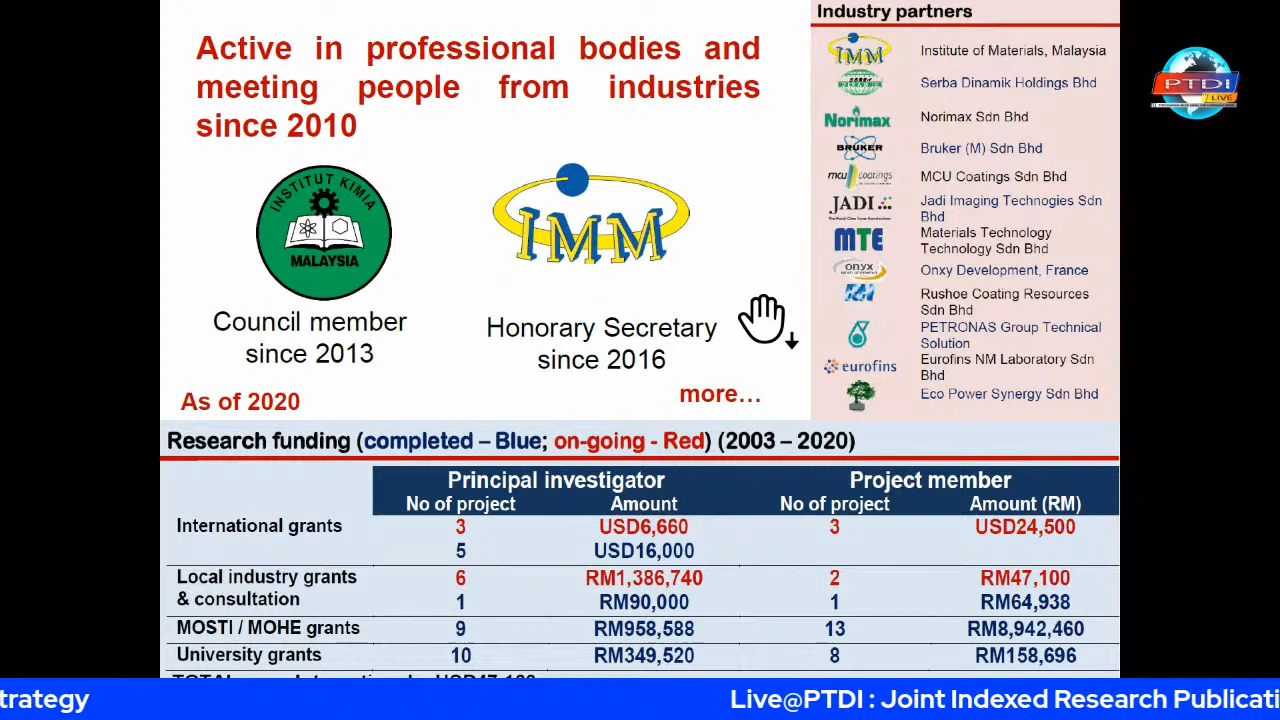 Active in professional bodies and
meeting people from industries
since 2010
INSTITUT KIMIA
MALAYSIA
IMM
Council member
since 2013
Honorary Secretary
since 2016
As of 2020
more…
Industry partners
IMM
Institute of Materials, Malaysia
Serba Dinamik Holdings Bhd
Norimax
Norimax Sdn Bhd
BRUKER
Bruker (M) Sdn Bhd
mcu coatings
MCU Coatings Sdn Bhd
JADI
Jadi Imaging Technogies Sdn
Bhd
MTE
Materials Technology
Technology Sdn Bhd
onyx
Onxy Development, France
Rushoe Coating Resources
Sdn Bhd
PETRONAS Group Technical
Solution
eurofins
Eurofins NM Laboratory Sdn
Bhd
Eco Power Synergy Sdn Bhd
PTDI
LIVE
Research funding (completed – Blue; on-going - Red) (2003 – 2020)
Principal investigator Project member
No of project Amount No of project Amount (RM)
International grants 3 USD6,660 3 USD24,500
5 USD16,000
Local industry grants 6 RM1,386,740 2 RM47,100
& consultation 1 RM90,000 1 RM64,938
MOSTI / MOHE grants 9 RM958,588 13 RM8,942,460
University grants 10 RM349,520 8 RM158,696
trategy Live@PTDI : Joint Indexed Research Publicati